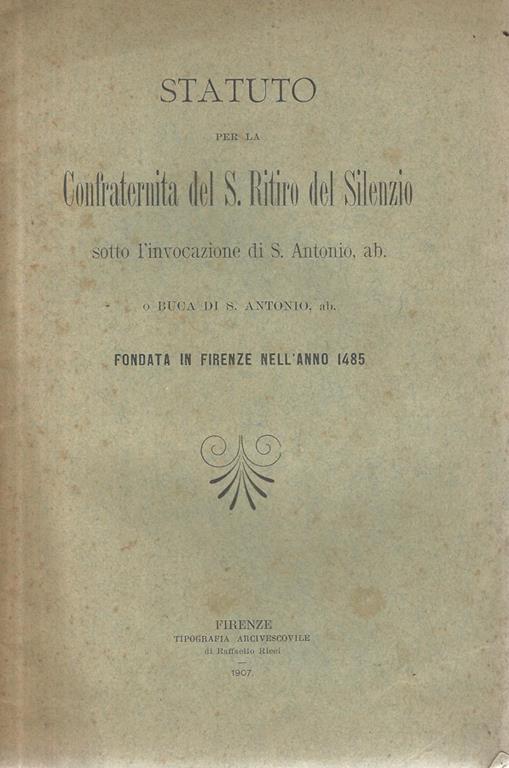 STATUTO
PER LA
Confraternita del S. Ritiro del Silenzio
sotto l'invocazione di S. Antonio, ab.
o BUCA DI S. ANTONIO, ab.
FONDATA IN FIRENZE NELL'ANNO 1485
FIRENZE
TIPOGRAFIA ARCIVESCOVILE
di Raffaello Ricci
—
1907.